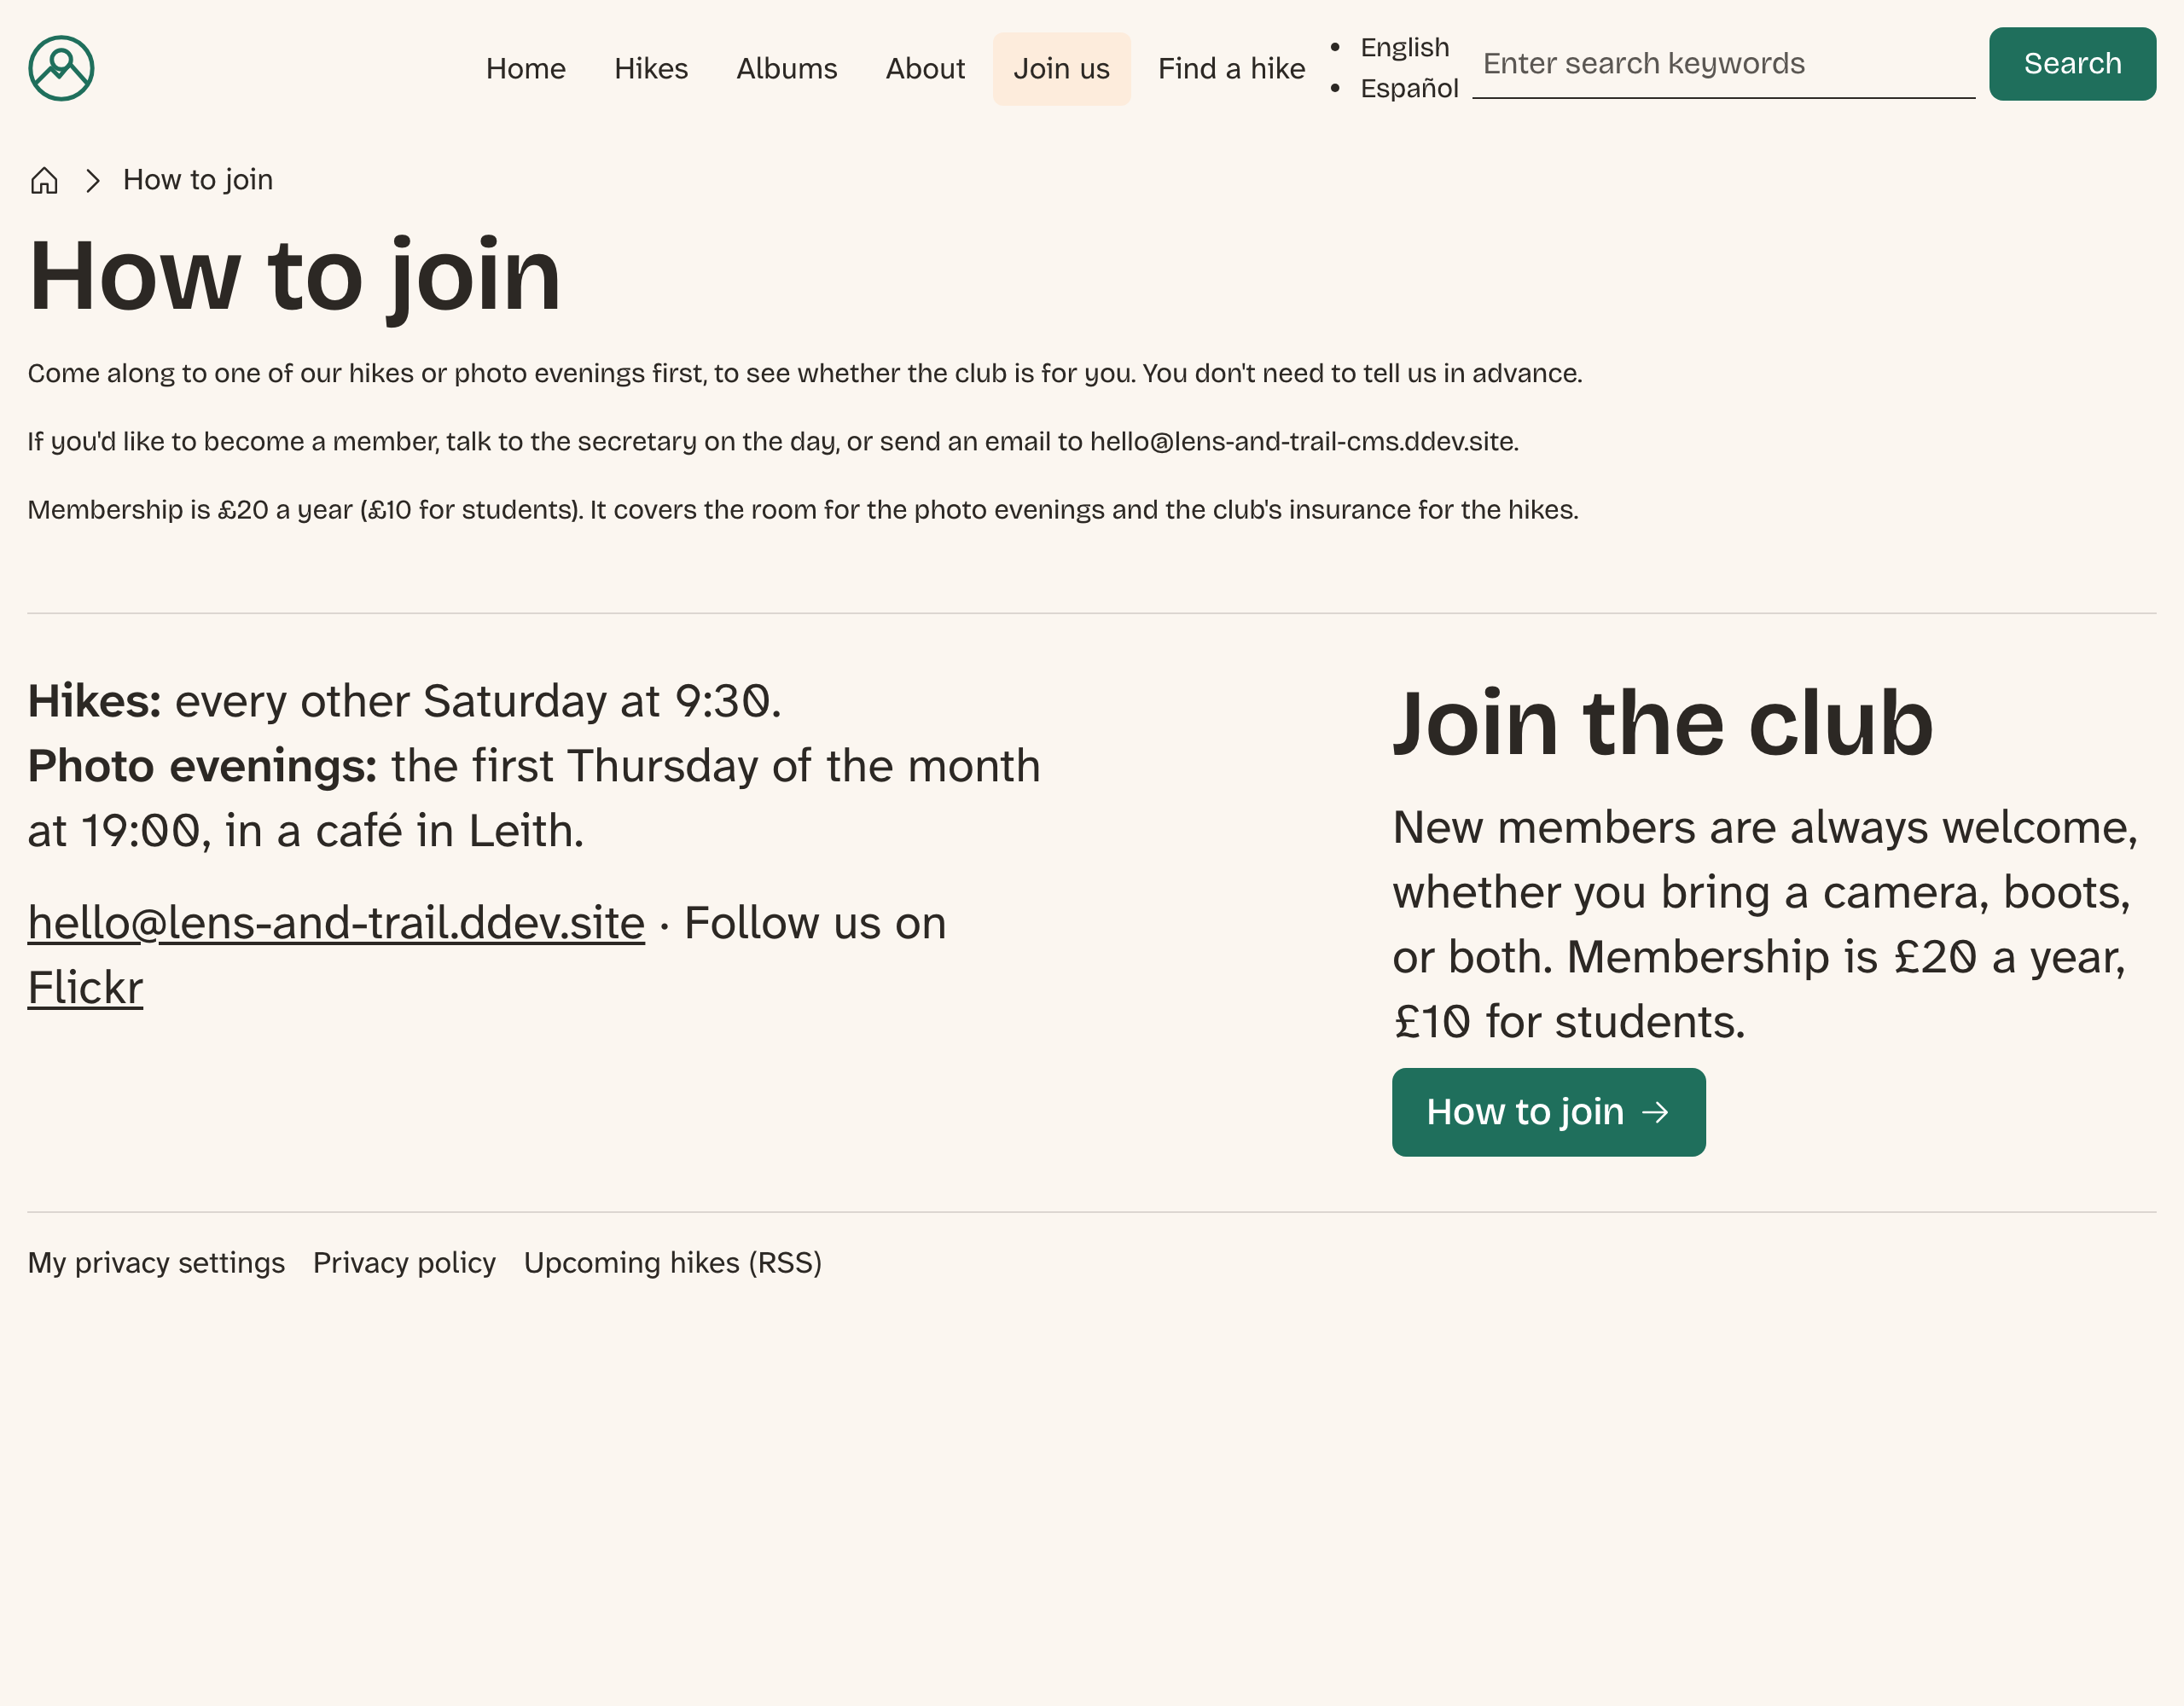 Home Hikes Albums About Join us Find a hike
English
Español
Enter search keywords
Search
How to join
How to join
Come along to one of our hikes or photo evenings first, to see whether the club is for you. You don't need to tell us in advance.
If you'd like to become a member, talk to the secretary on the day, or send an email to hello@lens-and-trail-cms.ddev.site.
Membership is £20 a year (£10 for students). It covers the room for the photo evenings and the club's insurance for the hikes.
Hikes: every other Saturday at 9:30.
Photo evenings: the first Thursday of the month
at 19:00, in a café in Leith.
hello@lens-and-trail.ddev.site · Follow us on
Flickr
Join the club
New members are always welcome,
whether you bring a camera, boots,
or both. Membership is £20 a year,
£10 for students.
How to join
My privacy settings Privacy policy Upcoming hikes (RSS)